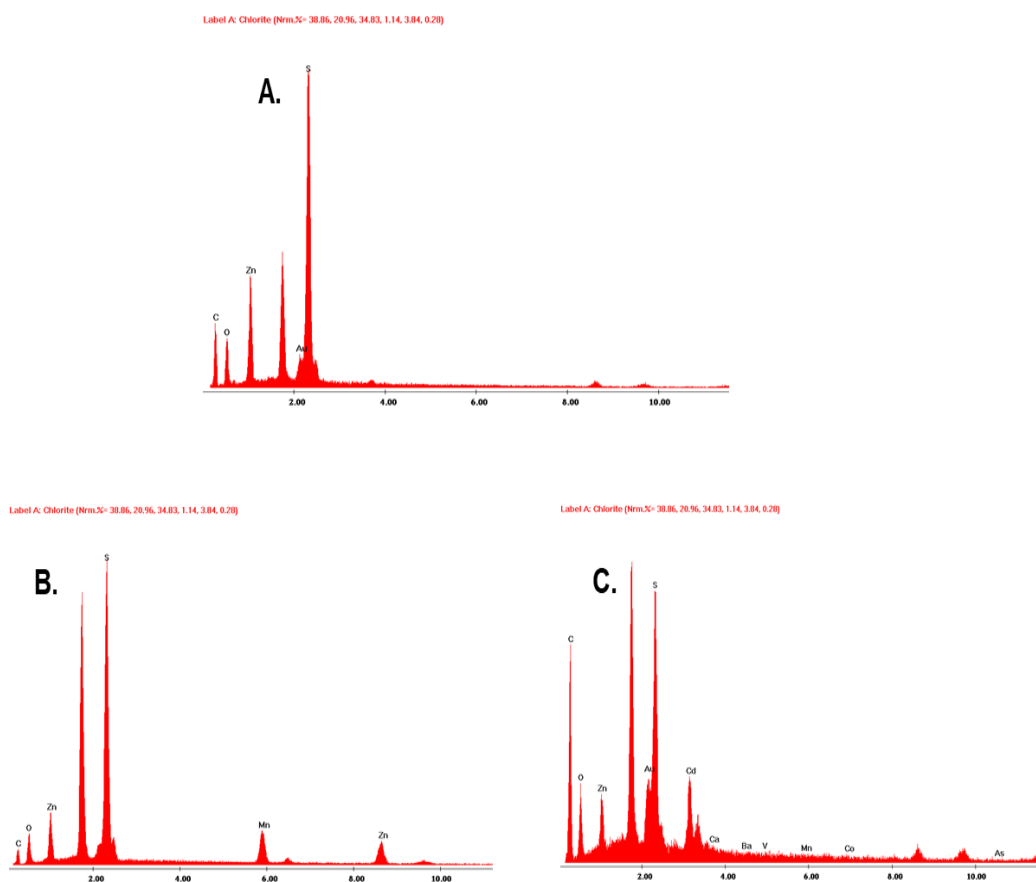 Label A: Chlorite (Nrm.%= 38.86, 20.96, 34.83, 1.14, 3.84, 0.28)
A.
S
Zn
C
O
Au
2.00 4.00 6.00 8.00 10.00
Label A: Chlorite (Nrm.%= 38.86, 20.96, 34.83, 1.14, 3.84, 0.28)
B.
S
Zn
C
O
Mn
Zn
2.00 4.00 6.00 8.00 10.00
Label A: Chlorite (Nrm.%= 38.86, 20.96, 34.83, 1.14, 3.84, 0.28)
C.
S
C
O
Zn
Au
Cd
Ca
Ba
V
Mn
Co
As
2.00 4.00 6.00 8.00 10.00